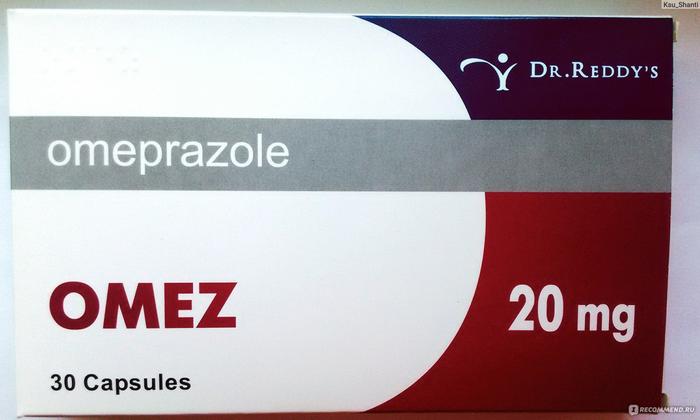 Kau_Shanti
DR.REDDY'S
omeprazole
OMEZ
20 mg
30 Capsules
IRECOMMEND.RU